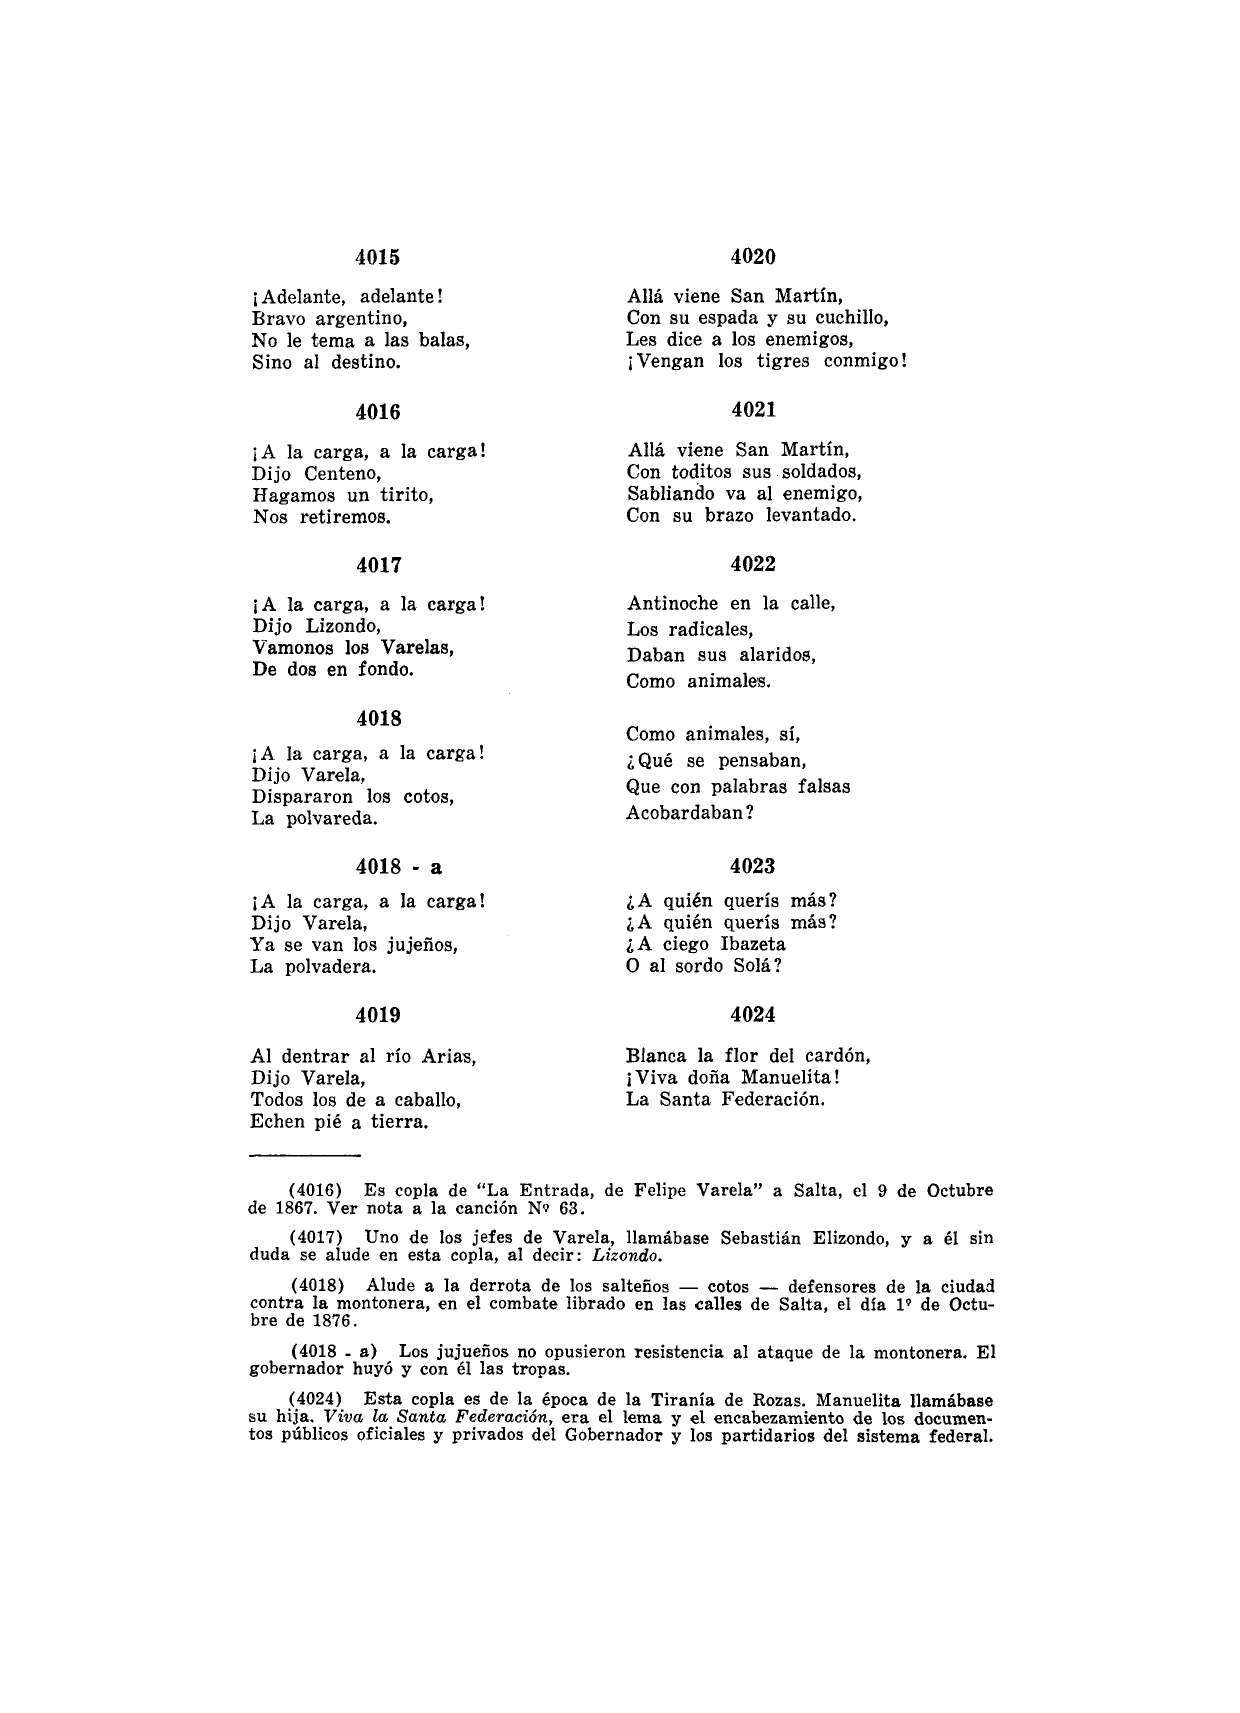 4015
¡Adelante, adelante!
Bravo argentino,
No le tema a las balas,
Sino al destino.
4016
¡A la carga, a la carga!
Dijo Centeno,
Hagamos un tirito,
Nos retiremos.
4017
¡A la carga, a la carga!
Dijo Lizondo,
Vamonos los Varelas,
De dos en fondo.
4018
¡A la carga, a la carga!
Dijo Varela,
Dispararon los cotos,
La polvareda.
4018 - a
¡A la carga, a la carga!
Dijo Varela,
Ya se van los jujeños,
La polvadera.
4019
Al dentrar al río Arias,
Dijo Varela,
Todos los de a caballo,
Echen pié a tierra.
4020
Allá viene San Martín,
Con su espada y su cuchillo,
Les dice a los enemigos,
¡Vengan los tigres conmigo!
4021
Allá viene San Martín,
Con toditos sus soldados,
Sabliando va al enemigo,
Con su brazo levantado.
4022
Antinoche en la calle,
Los radicales,
Daban sus alaridos,
Como animales.
Como animales, sí,
¿Qué se pensaban,
Que con palabras falsas
Acobardaban?
4023
¿A quién querís más?
¿A quién querís más?
¿A ciego Ibazeta
O al sordo Solá?
4024
Blanca la flor del cardón,
¡Viva doña Manuelita!
La Santa Federación.
(4016) Es copla de “La Entrada, de Felipe Varela” a Salta, el 9 de Octubre
de 1867. Ver nota a la canción Nº 63.
(4017) Uno de los jefes de Varela, llamábase Sebastián Elizondo, y a él sin
duda se alude en esta copla, al decir: Lizondo.
(4018) Alude a la derrota de los salteños — cotos — defensores de la ciudad
contra la montonera, en el combate librado en las calles de Salta, el día 1º de Octu-
bre de 1876.
(4018 - a) Los jujueños no opusieron resistencia al ataque de la montonera. El
gobernador huyó y con él las tropas.
(4024) Esta copla es de la época de la Tiranía de Rozas. Manuelita llamábase
su hija. Viva la Santa Federación, era el lema y el encabezamiento de los documen-
tos públicos oficiales y privados del Gobernador y los partidarios del sistema federal.